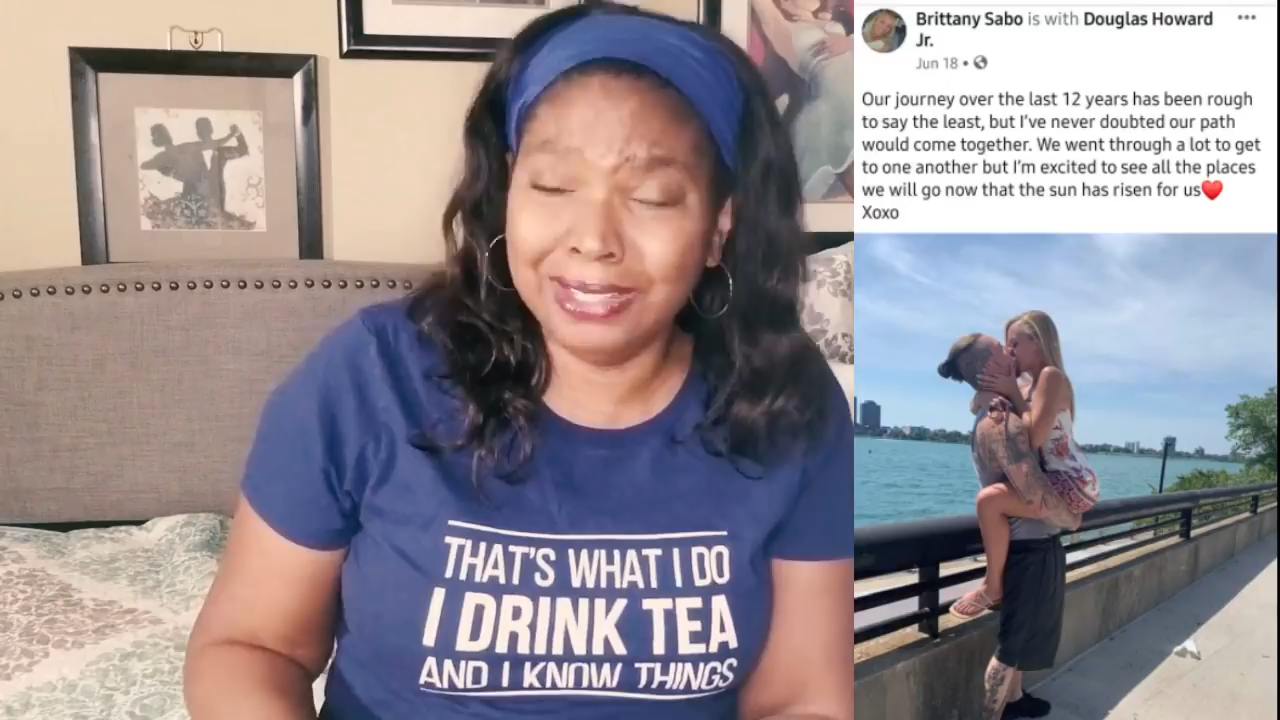 THAT'S WHAT I DO
I DRINK TEA
AND I KNOW THINGS
Brittany Sabo is with Douglas Howard
Jr.
Jun 18 •
Our journey over the last 12 years has been rough
to say the least, but I've never doubted our path
would come together. We went through a lot to get
to one another but I'm excited to see all the places
we will go now that the sun has risen for us❤️
Xoxo